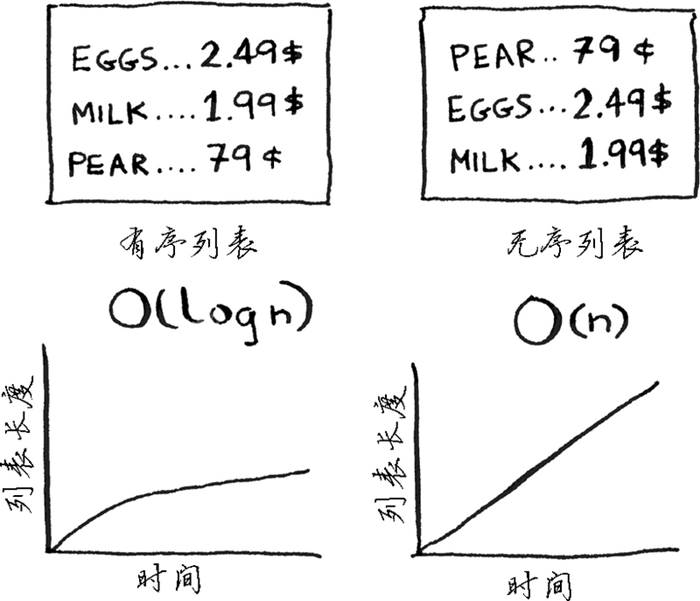 EGGS...2.49$
MILK....1.99$
PEAR....79¢
有序列表
PEAR..79¢
EGGS...2.49$
MILK....1.99$
无序列表
O(log n)
列表长度
时间
O(n)
列表长度
时间